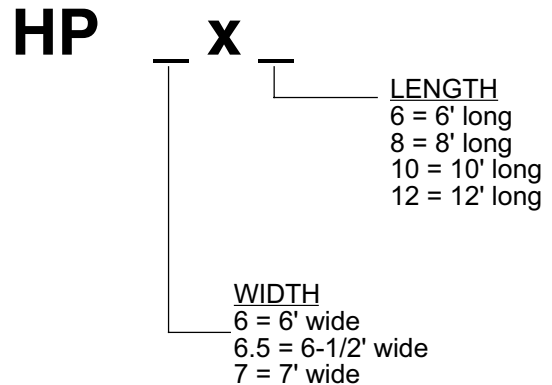 HP _ x _
LENGTH
6 = 6' long
8 = 8' long
10 = 10' long
12 = 12' long
WIDTH
6 = 6' wide
6.5 = 6-1/2' wide
7 = 7' wide